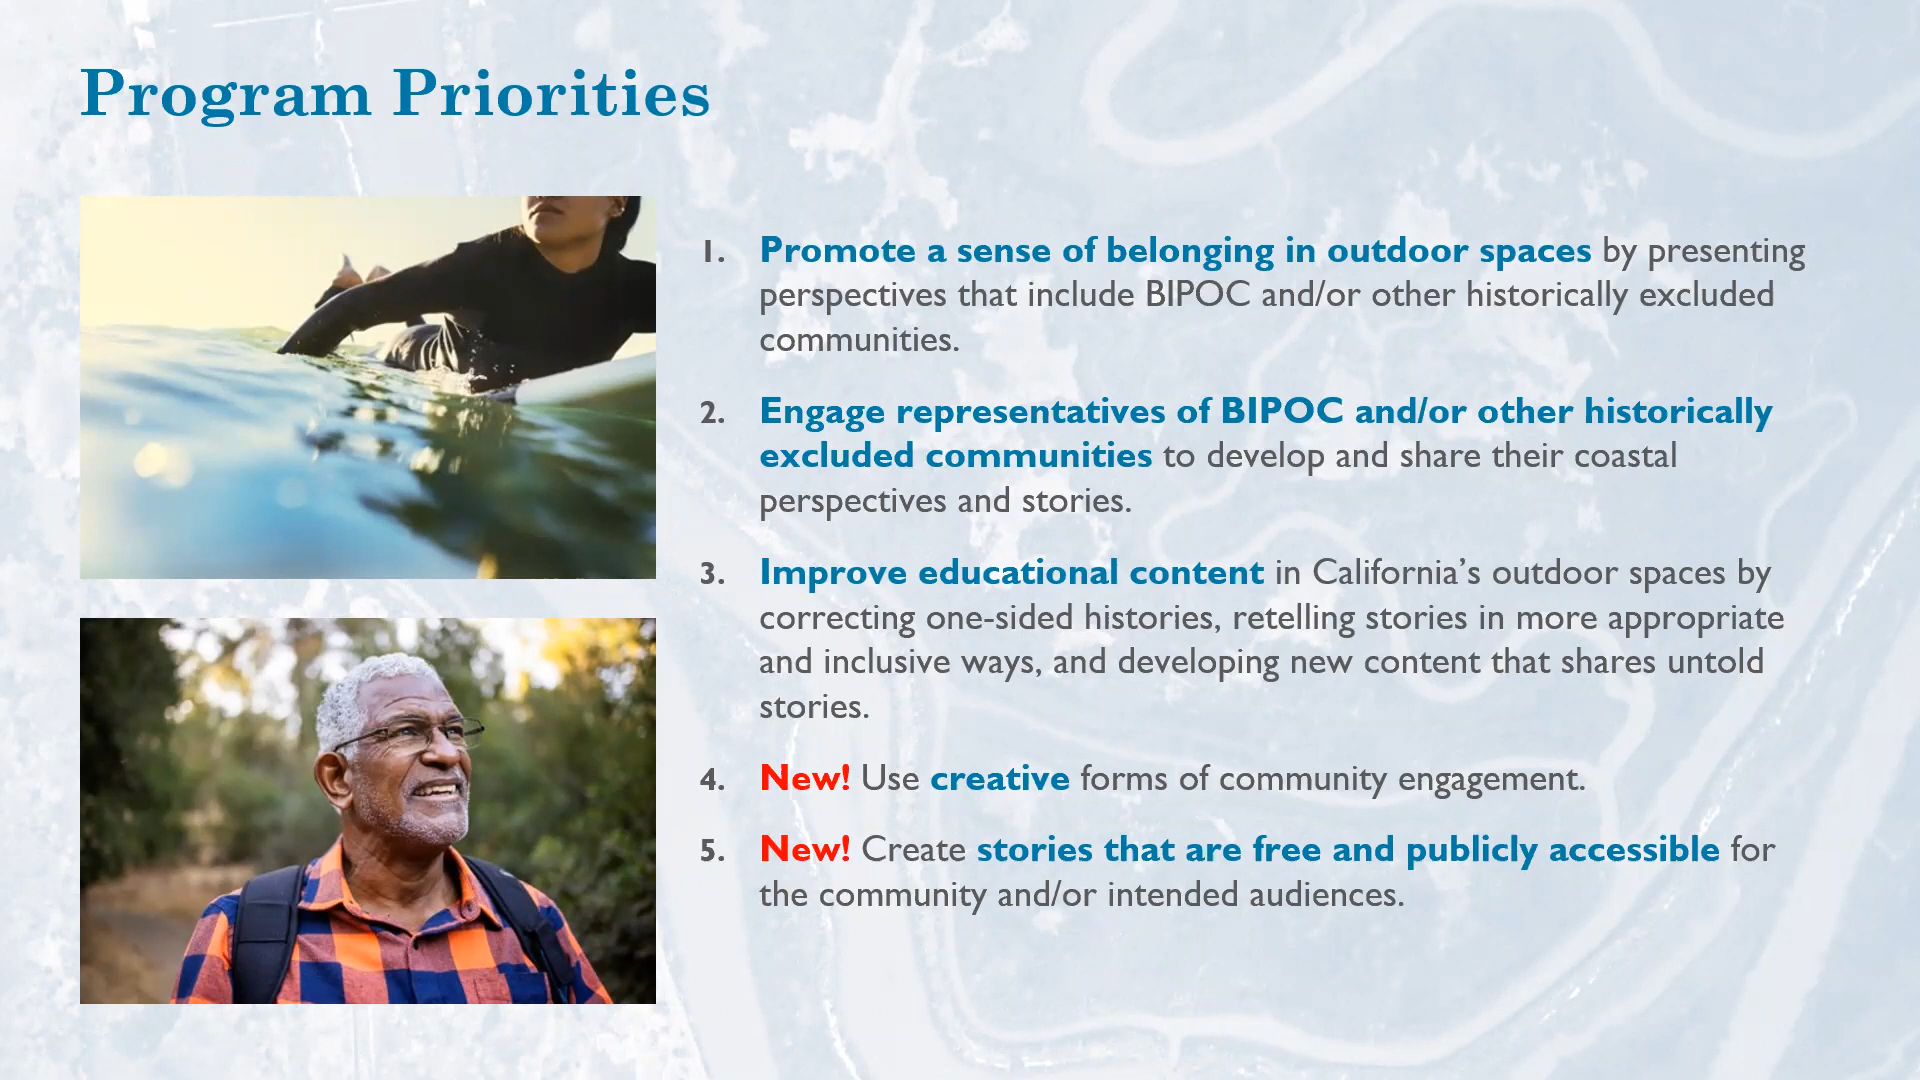 Program Priorities
1. Promote a sense of belonging in outdoor spaces by presenting
perspectives that include BIPOC and/or other historically excluded
communities.
2. Engage representatives of BIPOC and/or other historically
excluded communities to develop and share their coastal
perspectives and stories.
3. Improve educational content in California’s outdoor spaces by
correcting one-sided histories, retelling stories in more appropriate
and inclusive ways, and developing new content that shares untold
stories.
4. New! Use creative forms of community engagement.
5. New! Create stories that are free and publicly accessible for
the community and/or intended audiences.